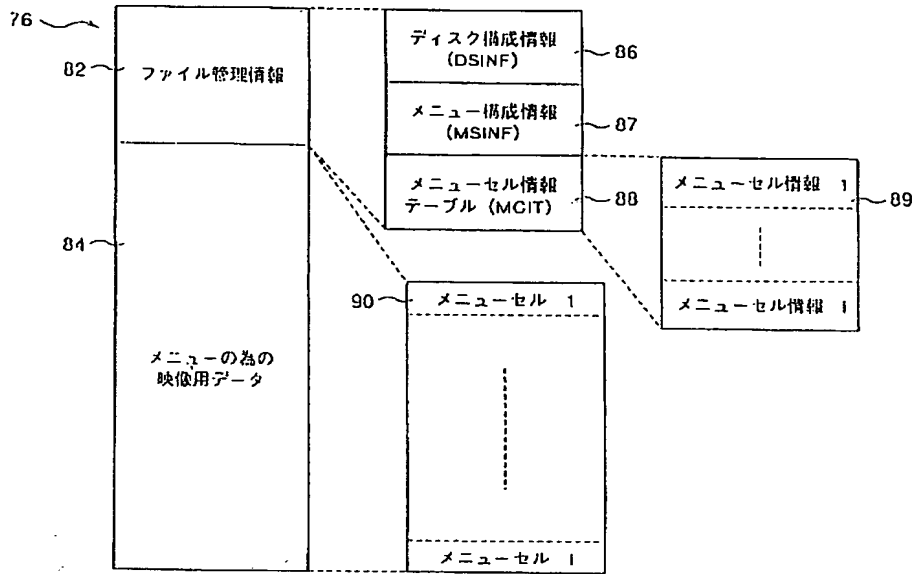 76
82
ファイル管理情報
ディスク構成情報
(DSINF)
86
メニュー構成情報
(MSINF)
87
メニューセル情報
テーブル (MCIT)
88
メニューセル情報 1
89
メニューセル情報 I
84
メニューの為の
映像用データ
90
メニューセル 1
メニューセル I